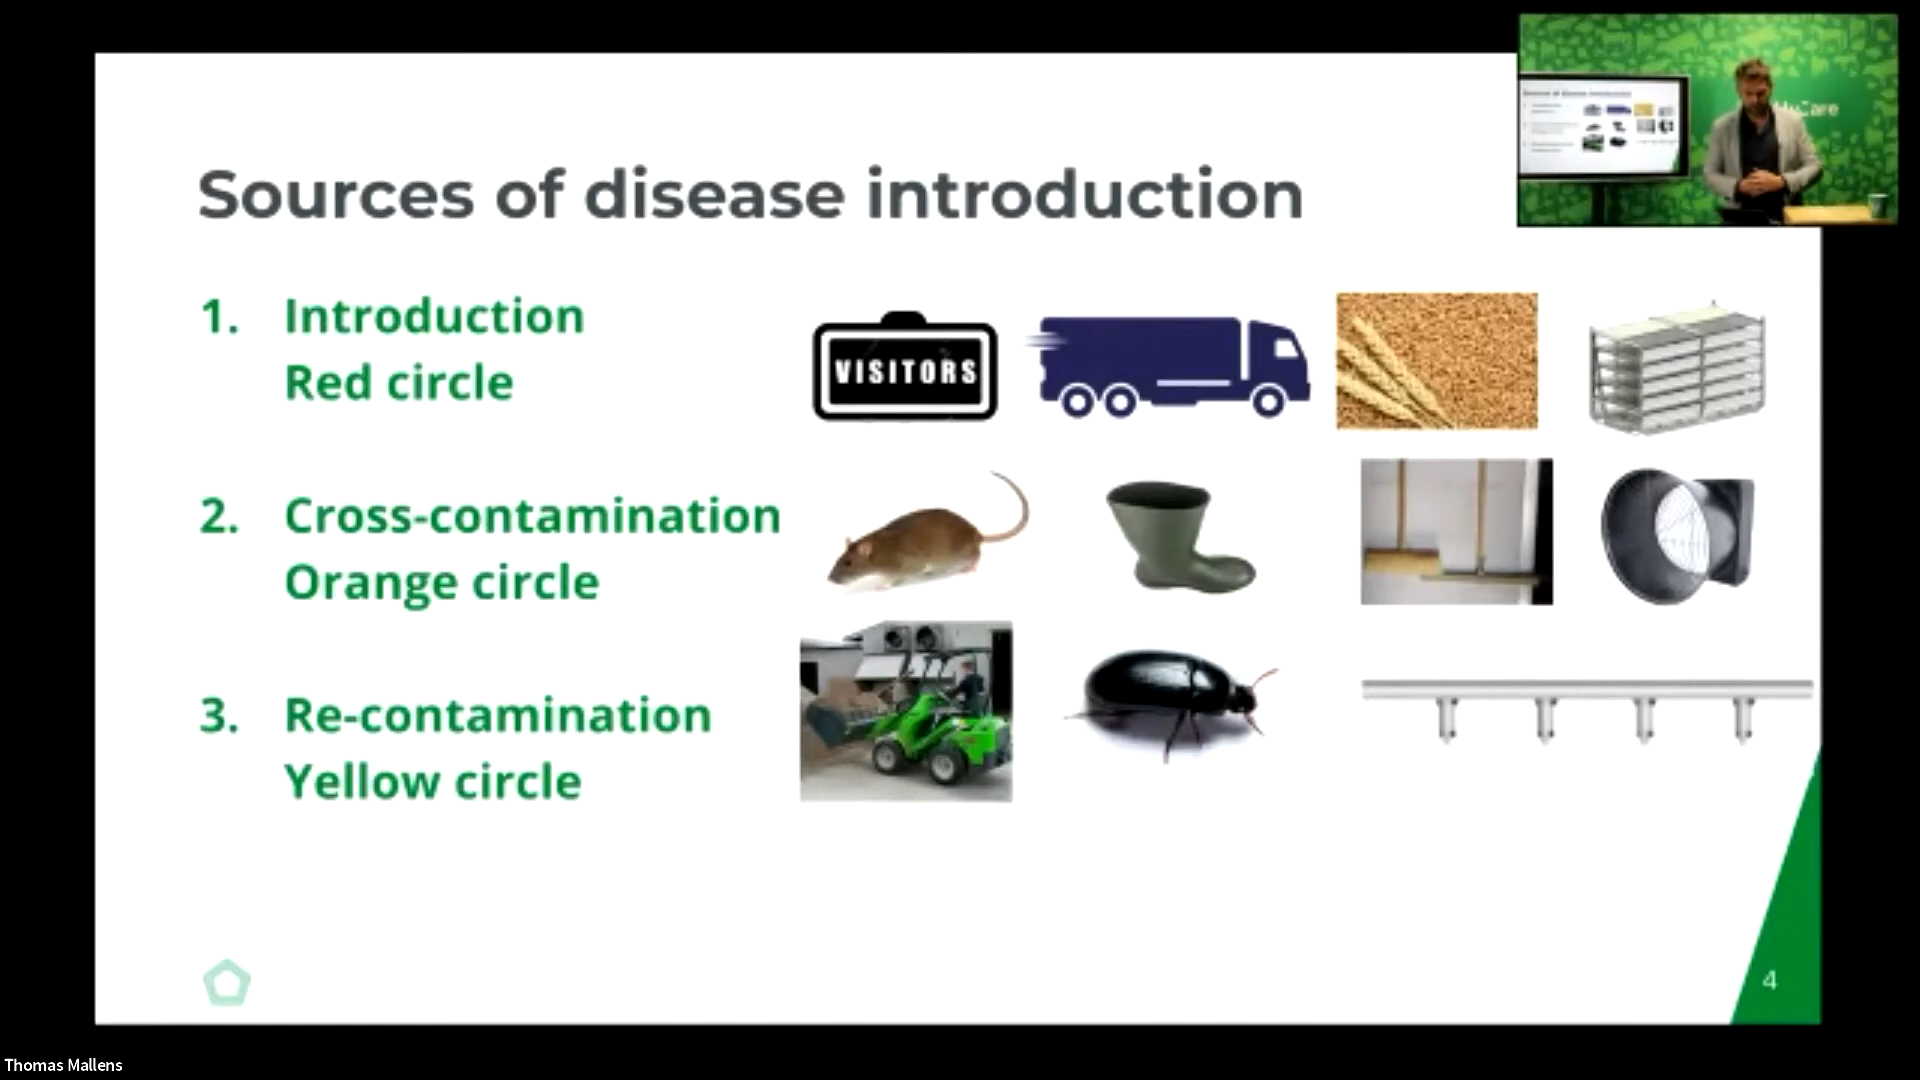 Sources of disease introduction
1. Introduction
Red circle
VISITORS
2. Cross-contamination
Orange circle
3. Re-contamination
Yellow circle
4
Thomas Mallens